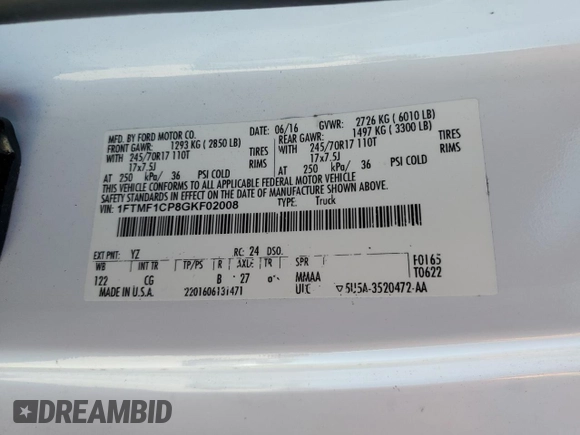 MFD. BY FORD MOTOR CO.
DATE: 06/16 GVWR: 2726 KG ( 6010 LB)
FRONT GAWR: 1293 KG ( 2850 LB)
REAR GAWR: 1497 KG ( 3300 LB)
WITH 245/70R17 110T TIRES WITH 245/70R17 110T TIRES
17x7.5J RIMS 17x7.5J RIMS
AT 250 kPa/ 36 PSI COLD AT 250 kPa/ 36 PSI COLD
THIS VEHICLE CONFORMS TO ALL APPLICABLE FEDERAL MOTOR VEHICLE
SAFETY STANDARDS IN EFFECT ON THE DATE OF MANUFACTURE SHOWN ABOVE.
VIN: 1FTMF1CP8GKF02008 TYPE: Truck
EXT PNT: YZ RC: 24 DSO: F0165
WB INT TR TP/PS R AXLE TR SPR T0622
122 CG B 27 MMAA
MADE IN U.S.A. UTC ▽5U5A-3520472-AA
DREAMBID